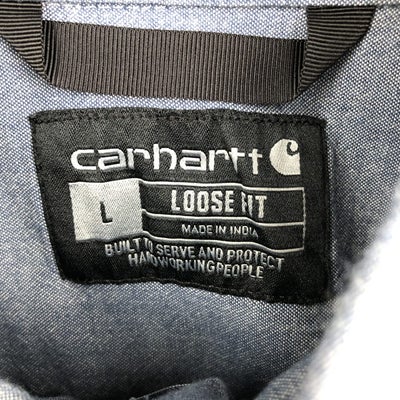 carhartt
L LOOSE FIT
MADE IN INDIA
BUILT TO SERVE AND PROTECT
HARDWORKING PEOPLE